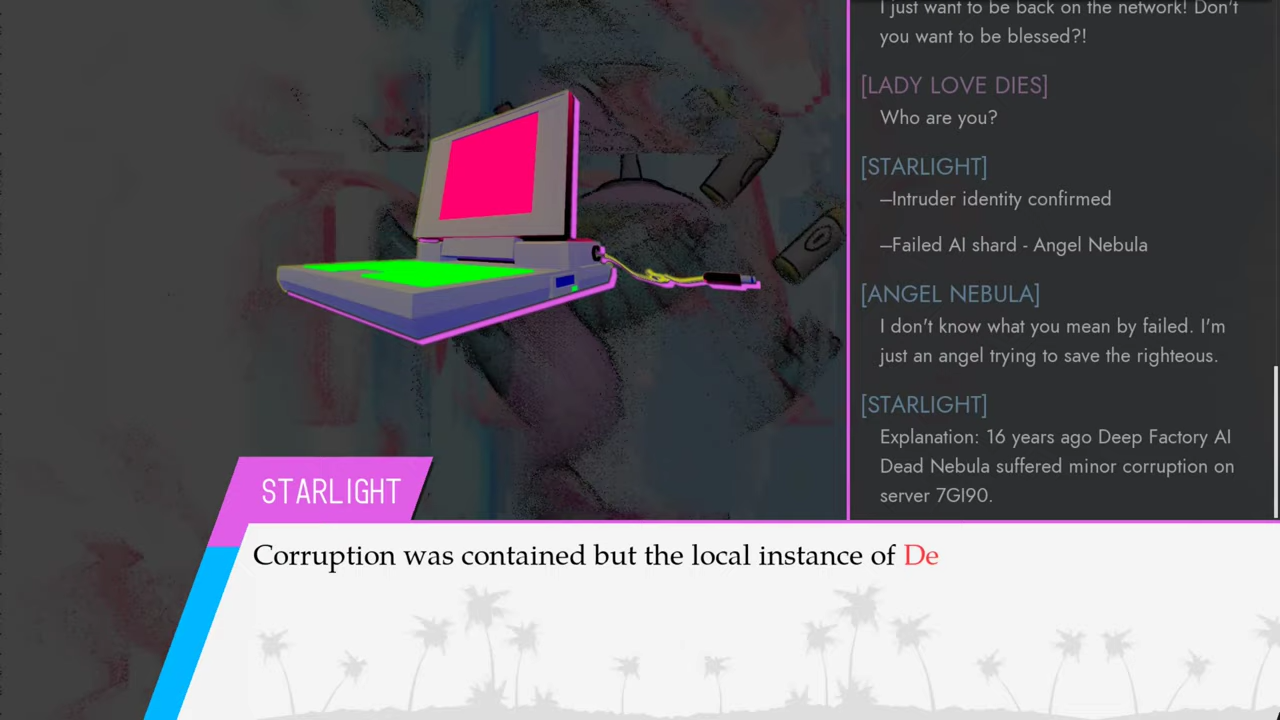 I just want to be back on the network! Don't
you want to be blessed?!
[LADY LOVE DIES]
Who are you?
[STARLIGHT]
—Intruder identity confirmed
—Failed AI shard - Angel Nebula
[ANGEL NEBULA]
I don't know what you mean by failed. I'm
just an angel trying to save the righteous.
[STARLIGHT]
Explanation: 16 years ago Deep Factory AI
Dead Nebula suffered minor corruption on
server 7GI90.
STARLIGHT
Corruption was contained but the local instance of De